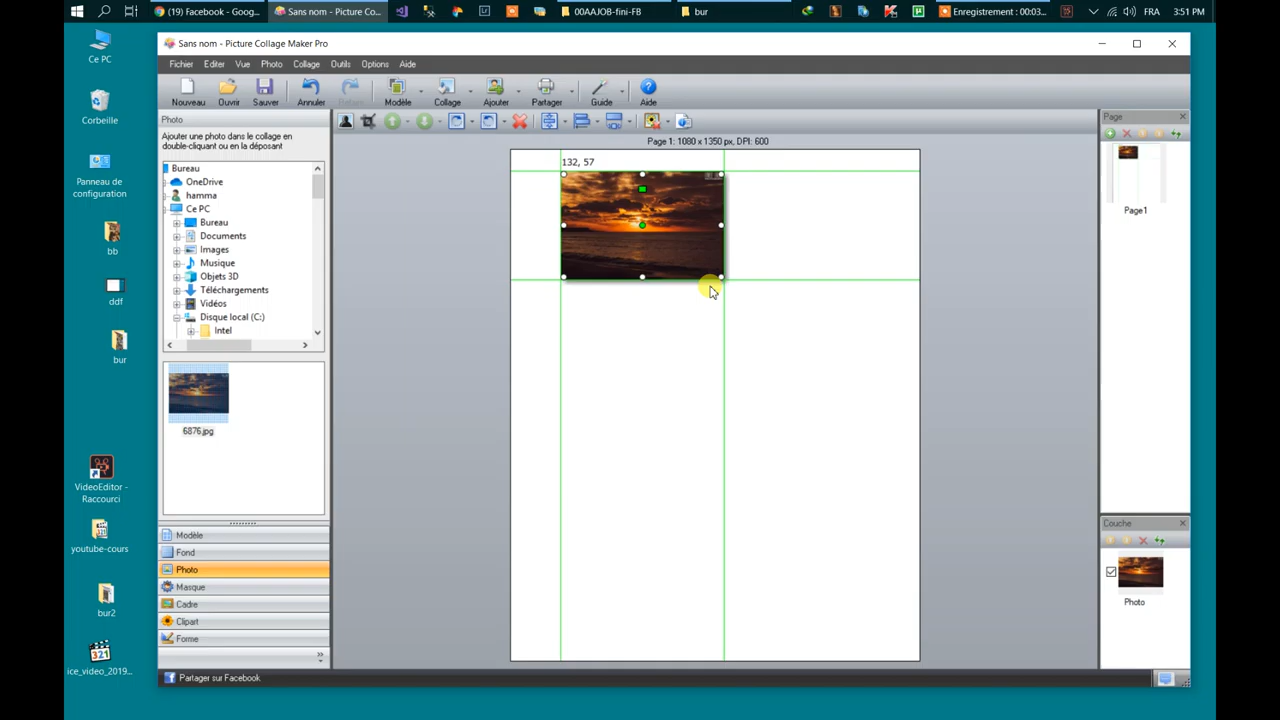 (19) Facebook - Goog...
Sans nom - Picture Co...
00AAJOB-fini-FB
bur
Enregistrement : 00:03...
FRA
3:51 PM
Sans nom - Picture Collage Maker Pro
Fichier Editer Vue Photo Collage Outils Options Aide
Nouveau Ouvrir Sauver Annuler Modèle Collage Ajouter Partager Guide Aide
Photo
Ajoutez une photo dans le collage en
double-cliquant ou en la déposant
Page 1: 1080 x 1350 px, DPI: 600
132, 57
Bureau
OneDrive
hamma
Ce PC
Bureau
Documents
Images
Musique
Objets 3D
Téléchargements
Vidéos
Disque local (C:)
Intel
6876.jpg
Modèle
Fond
Photo
Masque
Cadre
Clipart
Forme
Partager sur Facebook
Page
Page1
Couche
Photo
Ce PC
Corbeille
Panneau de
configuration
bb
ddf
bur
VideoEditor -
Raccourci
youtube-cours
bur2
321
ice_video_2019...